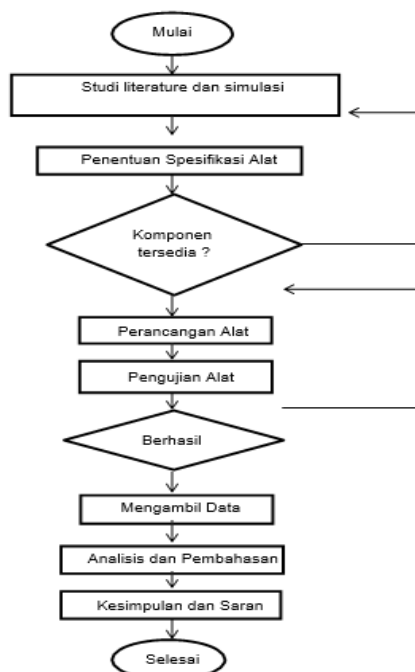 Mulai
Studi literature dan simulasi
Penentuan Spesifikasi Alat
Komponen
tersedia ?
Perancangan Alat
Pengujian Alat
Berhasil
Mengambil Data
Analisis dan Pembahasan
Kesimpulan dan Saran
Selesai